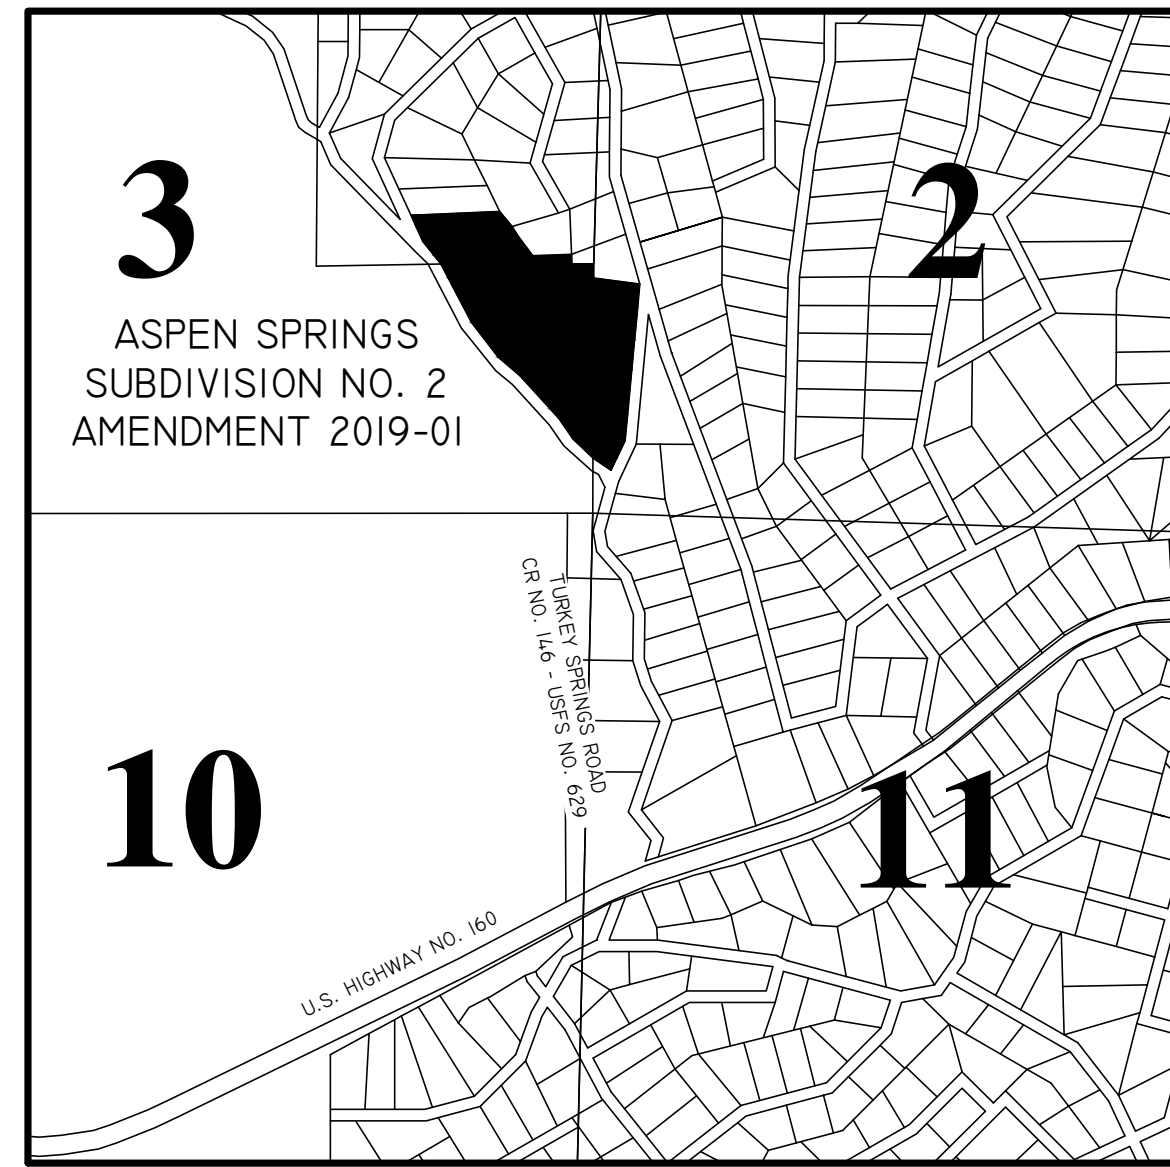 3
2
ASPEN SPRINGS
SUBDIVISION NO. 2
AMENDMENT 2019-01
TURKEY SPRINGS ROAD
CR NO. 146 - USFS NO. 629
10
11
U.S. HIGHWAY NO. 160